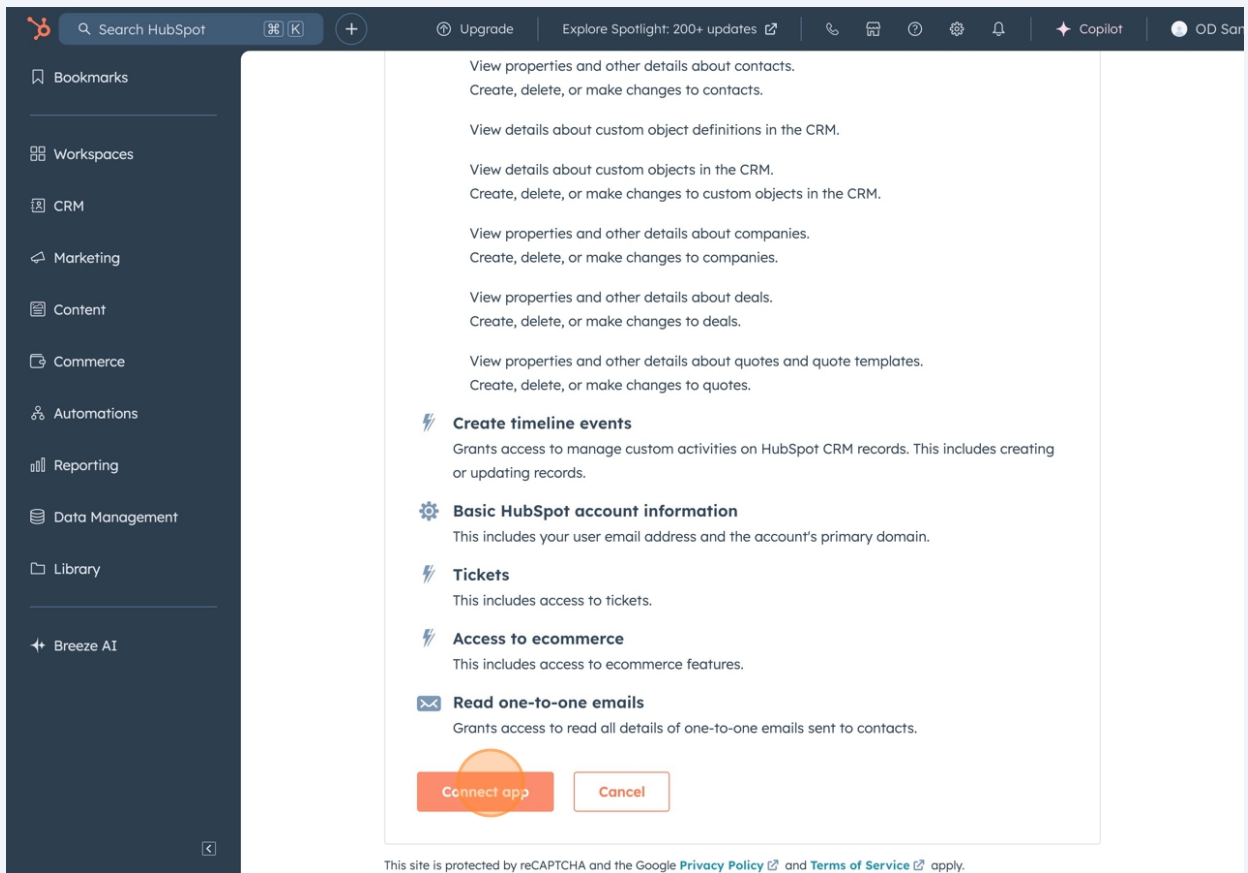 Search HubSpot ⌘ K + Upgrade Explore Spotlight: 200+ updates Copilot OD San
Bookmarks
Workspaces
CRM
Marketing
Content
Commerce
Automations
Reporting
Data Management
Library
Breeze AI
View properties and other details about contacts.
Create, delete, or make changes to contacts.
View details about custom object definitions in the CRM.
View details about custom objects in the CRM.
Create, delete, or make changes to custom objects in the CRM.
View properties and other details about companies.
Create, delete, or make changes to companies.
View properties and other details about deals.
Create, delete, or make changes to deals.
View properties and other details about quotes and quote templates.
Create, delete, or make changes to quotes.
Create timeline events
Grants access to manage custom activities on HubSpot CRM records. This includes creating
or updating records.
Basic HubSpot account information
This includes your user email address and the account's primary domain.
Tickets
This includes access to tickets.
Access to ecommerce
This includes access to ecommerce features.
Read one-to-one emails
Grants access to read all details of one-to-one emails sent to contacts.
Connect app Cancel
This site is protected by reCAPTCHA and the Google Privacy Policy and Terms of Service apply.